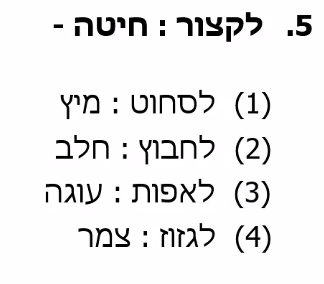 5. לקצור : חיטה -
(1) לסחוט : מיץ
(2) לחבוץ : חלב
(3) לאפות : עוגה
(4) לגזוז : צמר